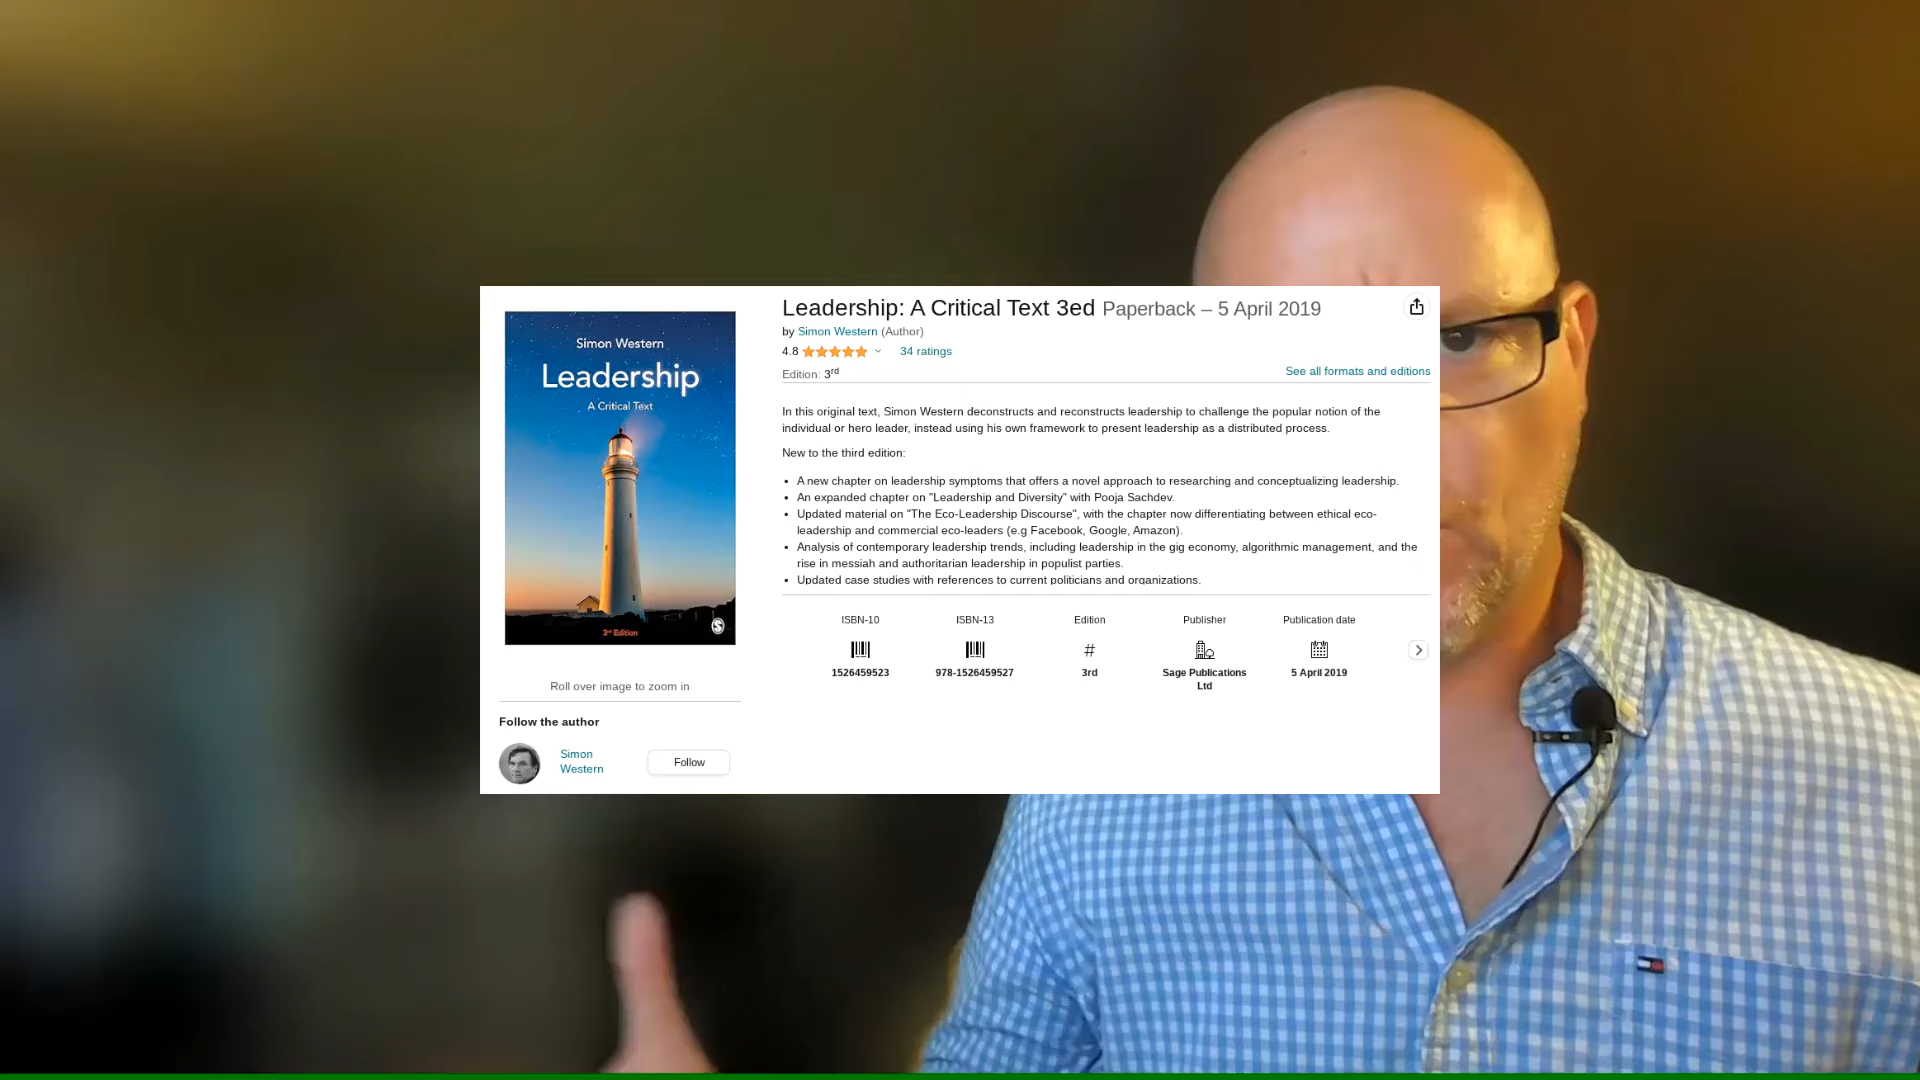 Simon Western
Leadership
A Critical Text
3rd Edition
Roll over image to zoom in
Follow the author
Simon
Western
Follow
Leadership: A Critical Text 3ed Paperback – 5 April 2019
by Simon Western (Author)
4.8 34 ratings
Edition: 3rd
See all formats and editions
In this original text, Simon Western deconstructs and reconstructs leadership to challenge the popular notion of the
individual or hero leader, instead using his own framework to present leadership as a distributed process.
New to the third edition:
• A new chapter on leadership symptoms that offers a novel approach to researching and conceptualizing leadership.
• An expanded chapter on "Leadership and Diversity" with Pooja Sachdev.
• Updated material on "The Eco-Leadership Discourse", with the chapter now differentiating between ethical eco-
leadership and commercial eco-leaders (e.g Facebook, Google, Amazon).
• Analysis of contemporary leadership trends, including leadership in the gig economy, algorithmic management, and the
rise in messiah and authoritarian leadership in populist parties.
• Updated case studies with references to current politicians and organizations.
ISBN-10 ISBN-13 Edition Publisher Publication date
#
1526459523 978-1526459527 3rd Sage Publications 5 April 2019
Ltd